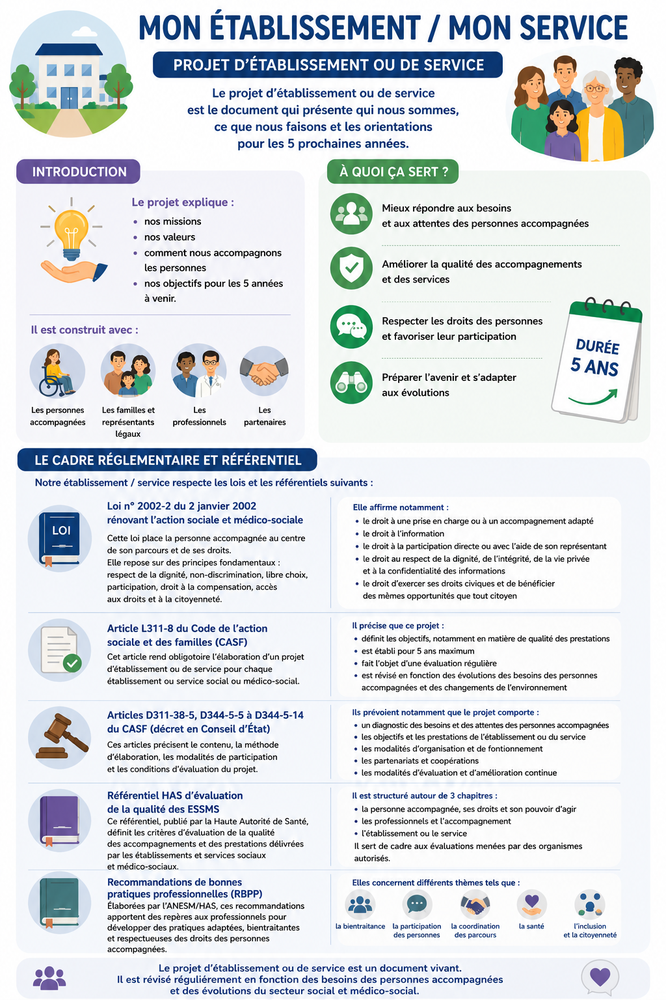 MON ÉTABLISSEMENT / MON SERVICE
PROJET D'ÉTABLISSEMENT OU DE SERVICE
Le projet d'établissement ou de service
est le document qui présente qui nous sommes,
ce que nous faisons et les orientations
pour les 5 prochaines années.
INTRODUCTION
Le projet explique :
• nos missions
• nos valeurs
• comment nous accompagnons
les personnes
• nos objectifs pour les 5 années
à venir.
Il est construit avec :
Les personnes
accompagnées
Les familles et
représentants
légaux
Les
professionnels
Les
partenaires
À QUOI ÇA SERT ?
Mieux répondre aux besoins
et aux attentes des personnes accompagnées
Améliorer la qualité des accompagnements
et des services
Respecter les droits des personnes
et favoriser leur participation
Préparer l'avenir et s'adapter
aux évolutions
DURÉE
5 ANS
LE CADRE RÉGLEMENTAIRE ET RÉFÉRENTIEL
Notre établissement / service respecte les lois et les référentiels suivants :
LOI
Loi n° 2002-2 du 2 janvier 2002
rénovant l'action sociale et médico-sociale
Cette loi place la personne accompagnée au centre
de son parcours et de ses droits.
Elle repose sur des principes fondamentaux :
respect de la dignité, non-discrimination, libre choix,
participation, droit à la compensation, accès
aux droits et à la citoyenneté.
Elle affirme notamment :
• le droit à une prise en charge ou à un accompagnement adapté
• le droit à l'information
• le droit à la participation directe ou avec l'aide de son représentant
• le droit au respect de la dignité, de l'intégrité, de la vie privée
et à la confidentialité des informations
• le droit d'exercer ses droits civiques et de bénéficier
des mêmes opportunités que tout citoyen
Article L311-8 du Code de l'action
sociale et des familles (CASF)
Cet article rend obligtoire l'élaboration d'un projet
d'établissement ou de service pour chaque
établissement ou service social ou médico-social.
Il précise que ce projet :
• définit les objectifs, notamment en matière de qualité des prestations
• est établi pour 5 ans maximum
• fait l'objet d'une évaluation régulière
• est révisé en fonction des évolutions des besoins des personnes
accompagnées et des changements de l'environnement
Articles D311-38-5, D344-5-5 à D344-5-14
du CASF (décret en Conseil d'État)
Ces articles précisent le contenu, la méthode
d'élaboration, les modalités de participation
et les conditions d'évaluation du projet.
Ils prévoient notamment que le projet comporte :
• un diagnostic des besoins et des attentes des personnes accompagnées
• les objectifs et les prestations de l'établissement ou du service
• les modalités d'organisation et de fontionnement
• les partenariats et coopérations
• les modalités d'évaluation et d'amélioration continue
Référentiel HAS d'évaluation
de la qualité des ESSMS
Ce référentiel, publié par la Haute Autorité de Santé,
définit les critères d'évaluation de la qualité
des accompagnements et des prestations délivrées
par les établissements et services sociaux
et médico-sociaux.
Il est structuré autour de 3 chapitres :
• la personne accompagnée, ses droits et son pouvoir d'agir
• les professionnels et l'accompagnement
• l'établissement ou le service
Il sert de cadre aux évaluations menées par des organismes
autorisés.
Recommandations de bonnes
pratiques professionnelles (RBPP)
Élaborées par l'ANESM/HAS, ces recommandations
apportent des repères aux professionnels pour
développer des pratiques adaptées, bientraitantes
et respectueuses des droits des personnes
accompagnées.
Elles concernent différents thèmes tels que :
la bientraitance
la participation
des personnes
la coordination
des parcours
la santé
l'inclusion
et la citoyenneté
Le projet d'établissement ou de service est un document vivant.
Il est révisé réguliérement en fonction des besoins des personnes accompagnées
et des évolutions du secteur social et médico-social.